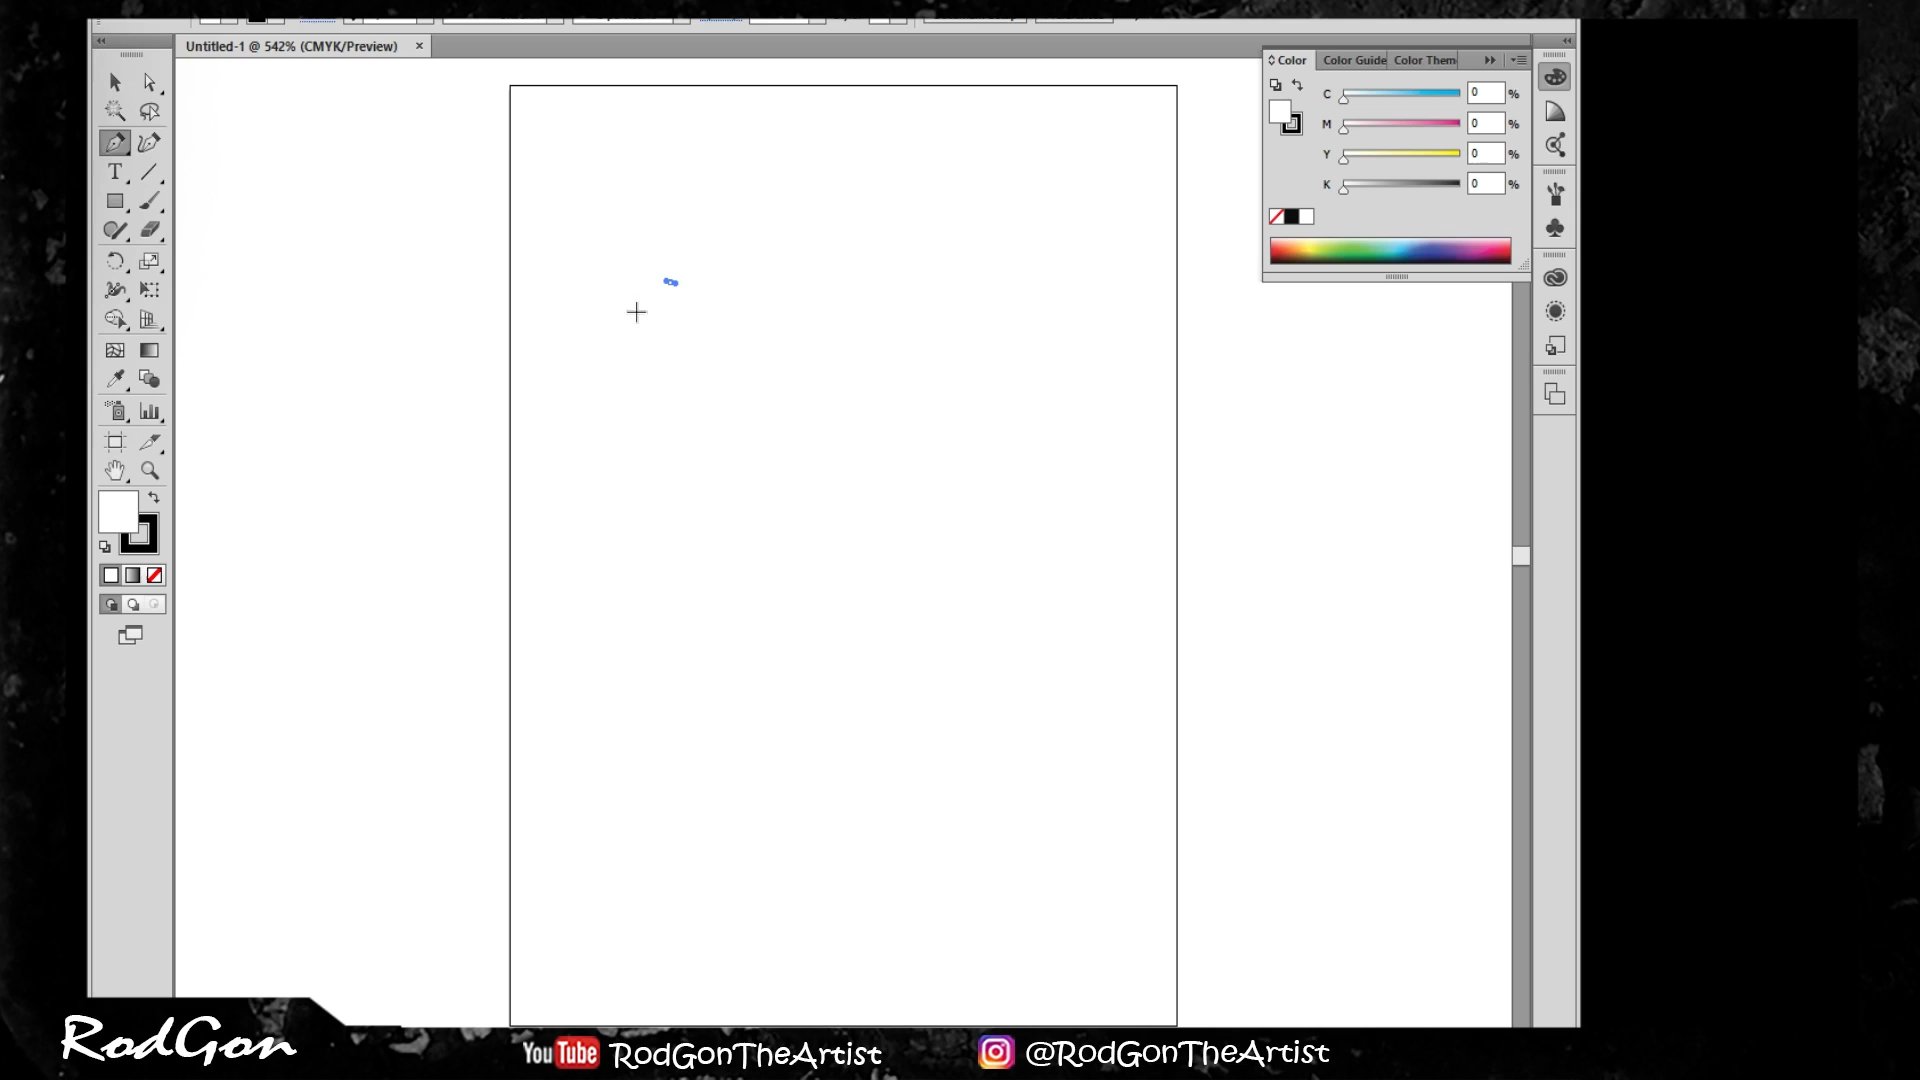 Untitled-1 @ 542% (CMYK/Preview) ×
Color Color Guide Color Them
C 0 %
M 0 %
Y 0 %
K 0 %
T
RodGon
YouTube RodGonTheArtist
@RodGonTheArtist